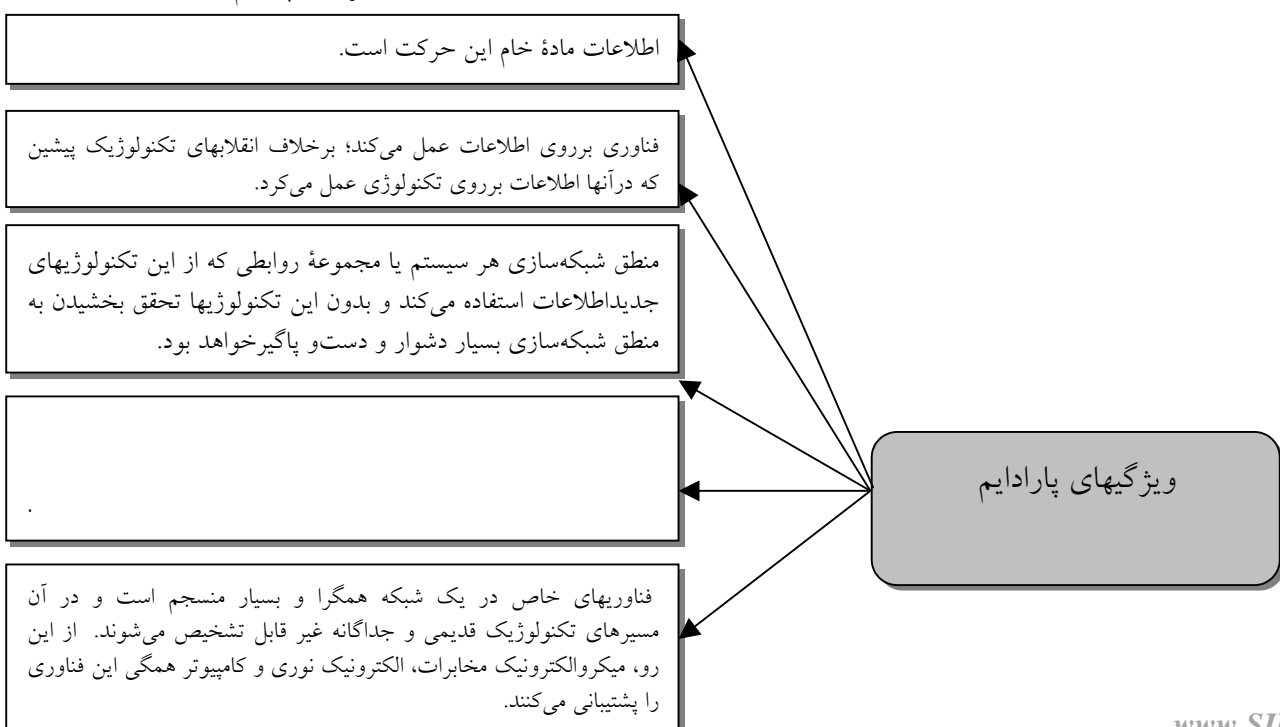 اطلاعات مادۀ خام این حرکت است.
فناوری برروی اطلاعات عمل می‌کند؛ برخلاف انقلابهای تکنولوژیک پیشین
که درآنها اطلاعات برروی تکنولوژی عمل می‌کرد.
منطق شبکه‌سازی هر سیستم یا مجموعۀ روابطی که از این تکنولوژیهای
جدیداطلاعات استفاده می‌کند و بدون این تکنولوژیها تحقق بخشیدن به
منطق شبکه‌سازی بسیار دشوار و دست‌و پاگیرخواهد بود.
.
ویژگیهای پارادایم
فناوریهای خاص در یک شبکه همگرا و بسیار منسجم است و در آن
مسیرهای تکنولوژیک قدیمی و جداگانه غیر قابل تشخیص می‌شوند. از این
رو، میکروالکترونیک مخابرات، الکترونیک نوری و کامپیوتر همگی این فناوری
را پشتیبانی می‌کنند.